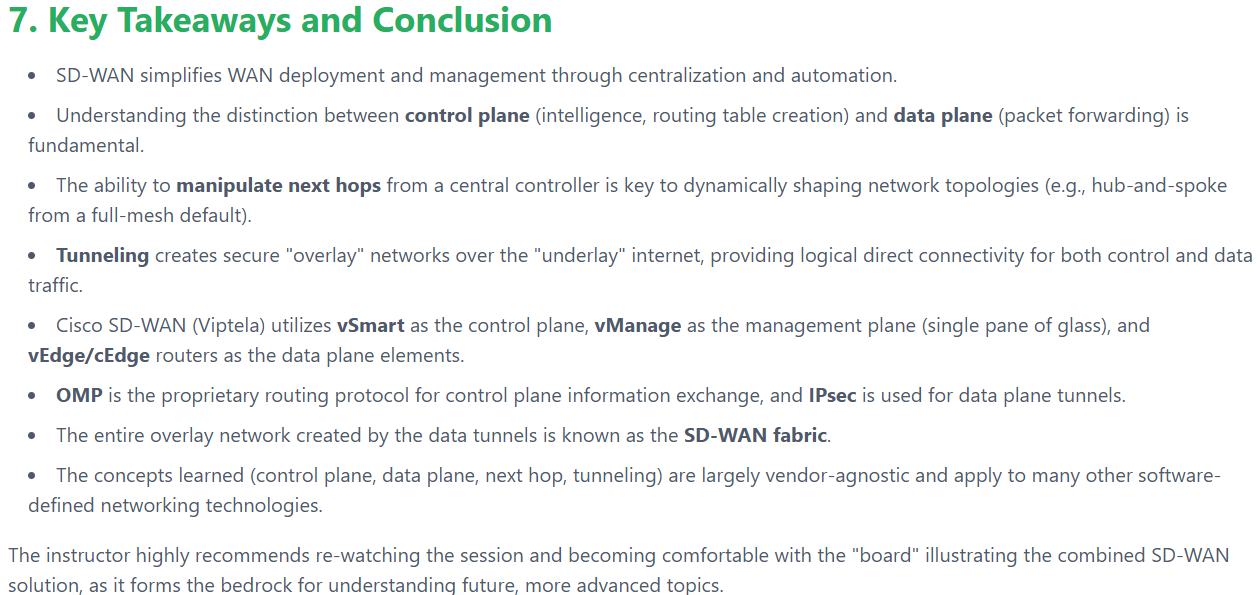 7. Key Takeaways and Conclusion
• SD-WAN simplifies WAN deployment and management through centralization and automation.
• Understanding the distinction between control plane (intelligence, routing table creation) and data plane (packet forwarding) is
fundamental.
• The ability to manipulate next hops from a central controller is key to dynamically shaping network topologies (e.g., hub-and-spoke
from a full-mesh default).
• Tunneling creates secure "overlay" networks over the "underlay" internet, providing logical direct connectivity for both control and data
traffic.
• Cisco SD-WAN (Viptela) utilizes vSmart as the control plane, vManage as the management plane (single pane of glass), and
vEdge/cEdge routers as the data plane elements.
• OMP is the proprietary routing protocol for control plane information exchange, and IPsec is used for data plane tunnels.
• The entire overlay network created by the data tunnels is known as the SD-WAN fabric.
• The concepts learned (control plane, data plane, next hop, tunneling) are largely vendor-agnostic and apply to many other software-
defined networking technologies.
The instructor highly recommends re-watching the session and becoming comfortable with the "board" illustrating the combined SD-WAN
solution, as it forms the bedrock for understanding future, more advanced topics.